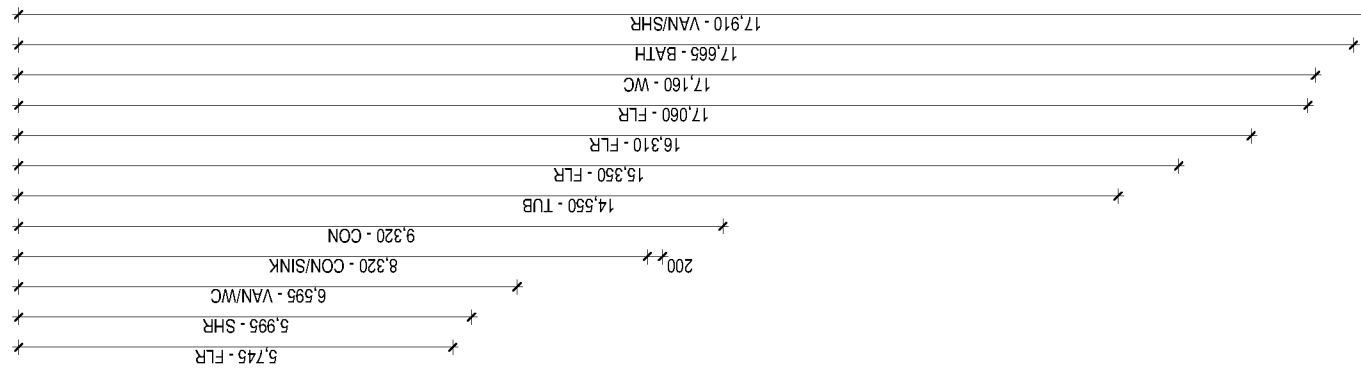 5,745 - FLR
5,995 - SHR
6,595 - VAN/WC
8,320 - CON/SINK
200
9,320 - CON
14,550 - TUB
15,350 - FLR
16,310 - FLR
17,060 - FLR
17,160 - WC
17,665 - BATH
17,910 - VAN/SHR